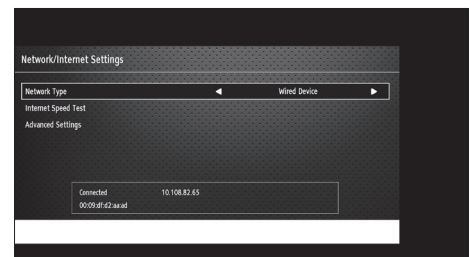 Network/Internet Settings
Network Type ◀ Wired Device ▶
Internet Speed Test
Advanced Settings
Connected 10.108.82.65
00:09:df:d2:aa:ad